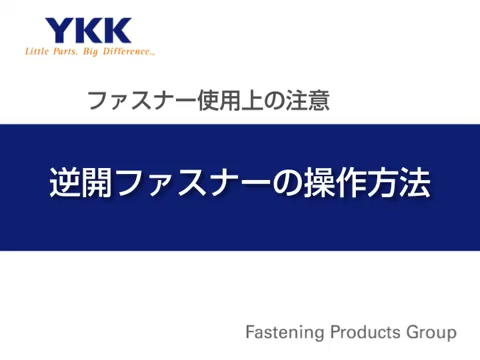 YKK
Little Parts. Big Difference.
ファスナー使用上の注意
逆開ファスナーの操作方法
Fastening Products Group